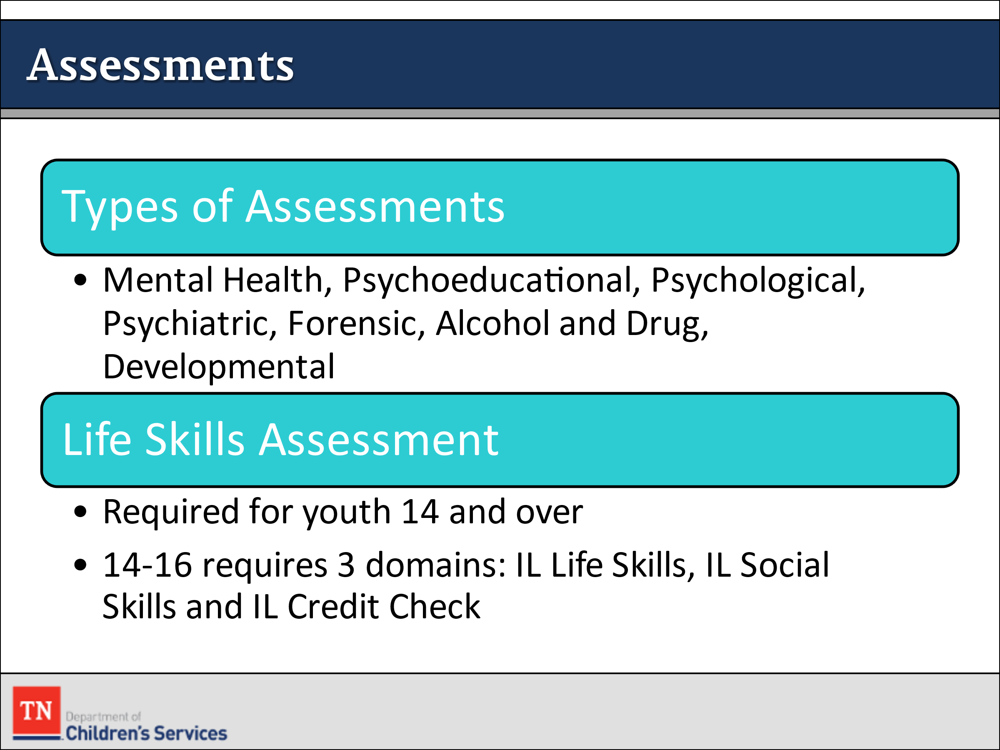 Assessments
Types of Assessments
• Mental Health, Psychoeducational, Psychological,
Psychiatric, Forensic, Alcohol and Drug,
Developmental
Life Skills Assessment
• Required for youth 14 and over
• 14-16 requires 3 domains: IL Life Skills, IL Social
Skills and IL Credit Check
TN
Department of
Children's Services